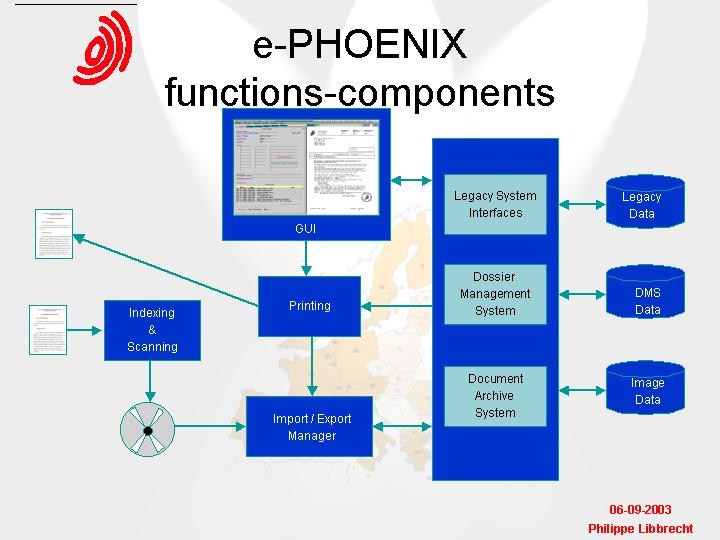 e-PHOENIX
functions-components
GUI
Legacy System
Interfaces
Legacy
Data
Printing
Dossier
Management
System
DMS
Data
Indexing
&
Scanning
Document
Archive
System
Image
Data
Import / Export
Manager
06-09-2003
Philippe Libbrecht